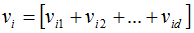 v_i = [v_{i1} + v_{i2} + ... + v_{id}]